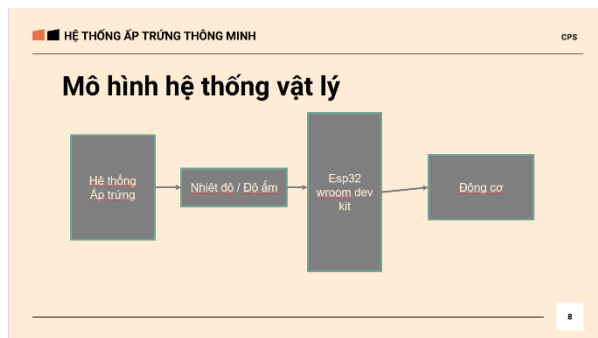 HỆ THỐNG ẤP TRỨNG THÔNG MINH
CPS
Mô hình hệ thống vật lý
Hệ thống
Ấp trứng
Nhiệt độ / Độ ẩm
Esp32
wroom dev
kit
Động cơ
8